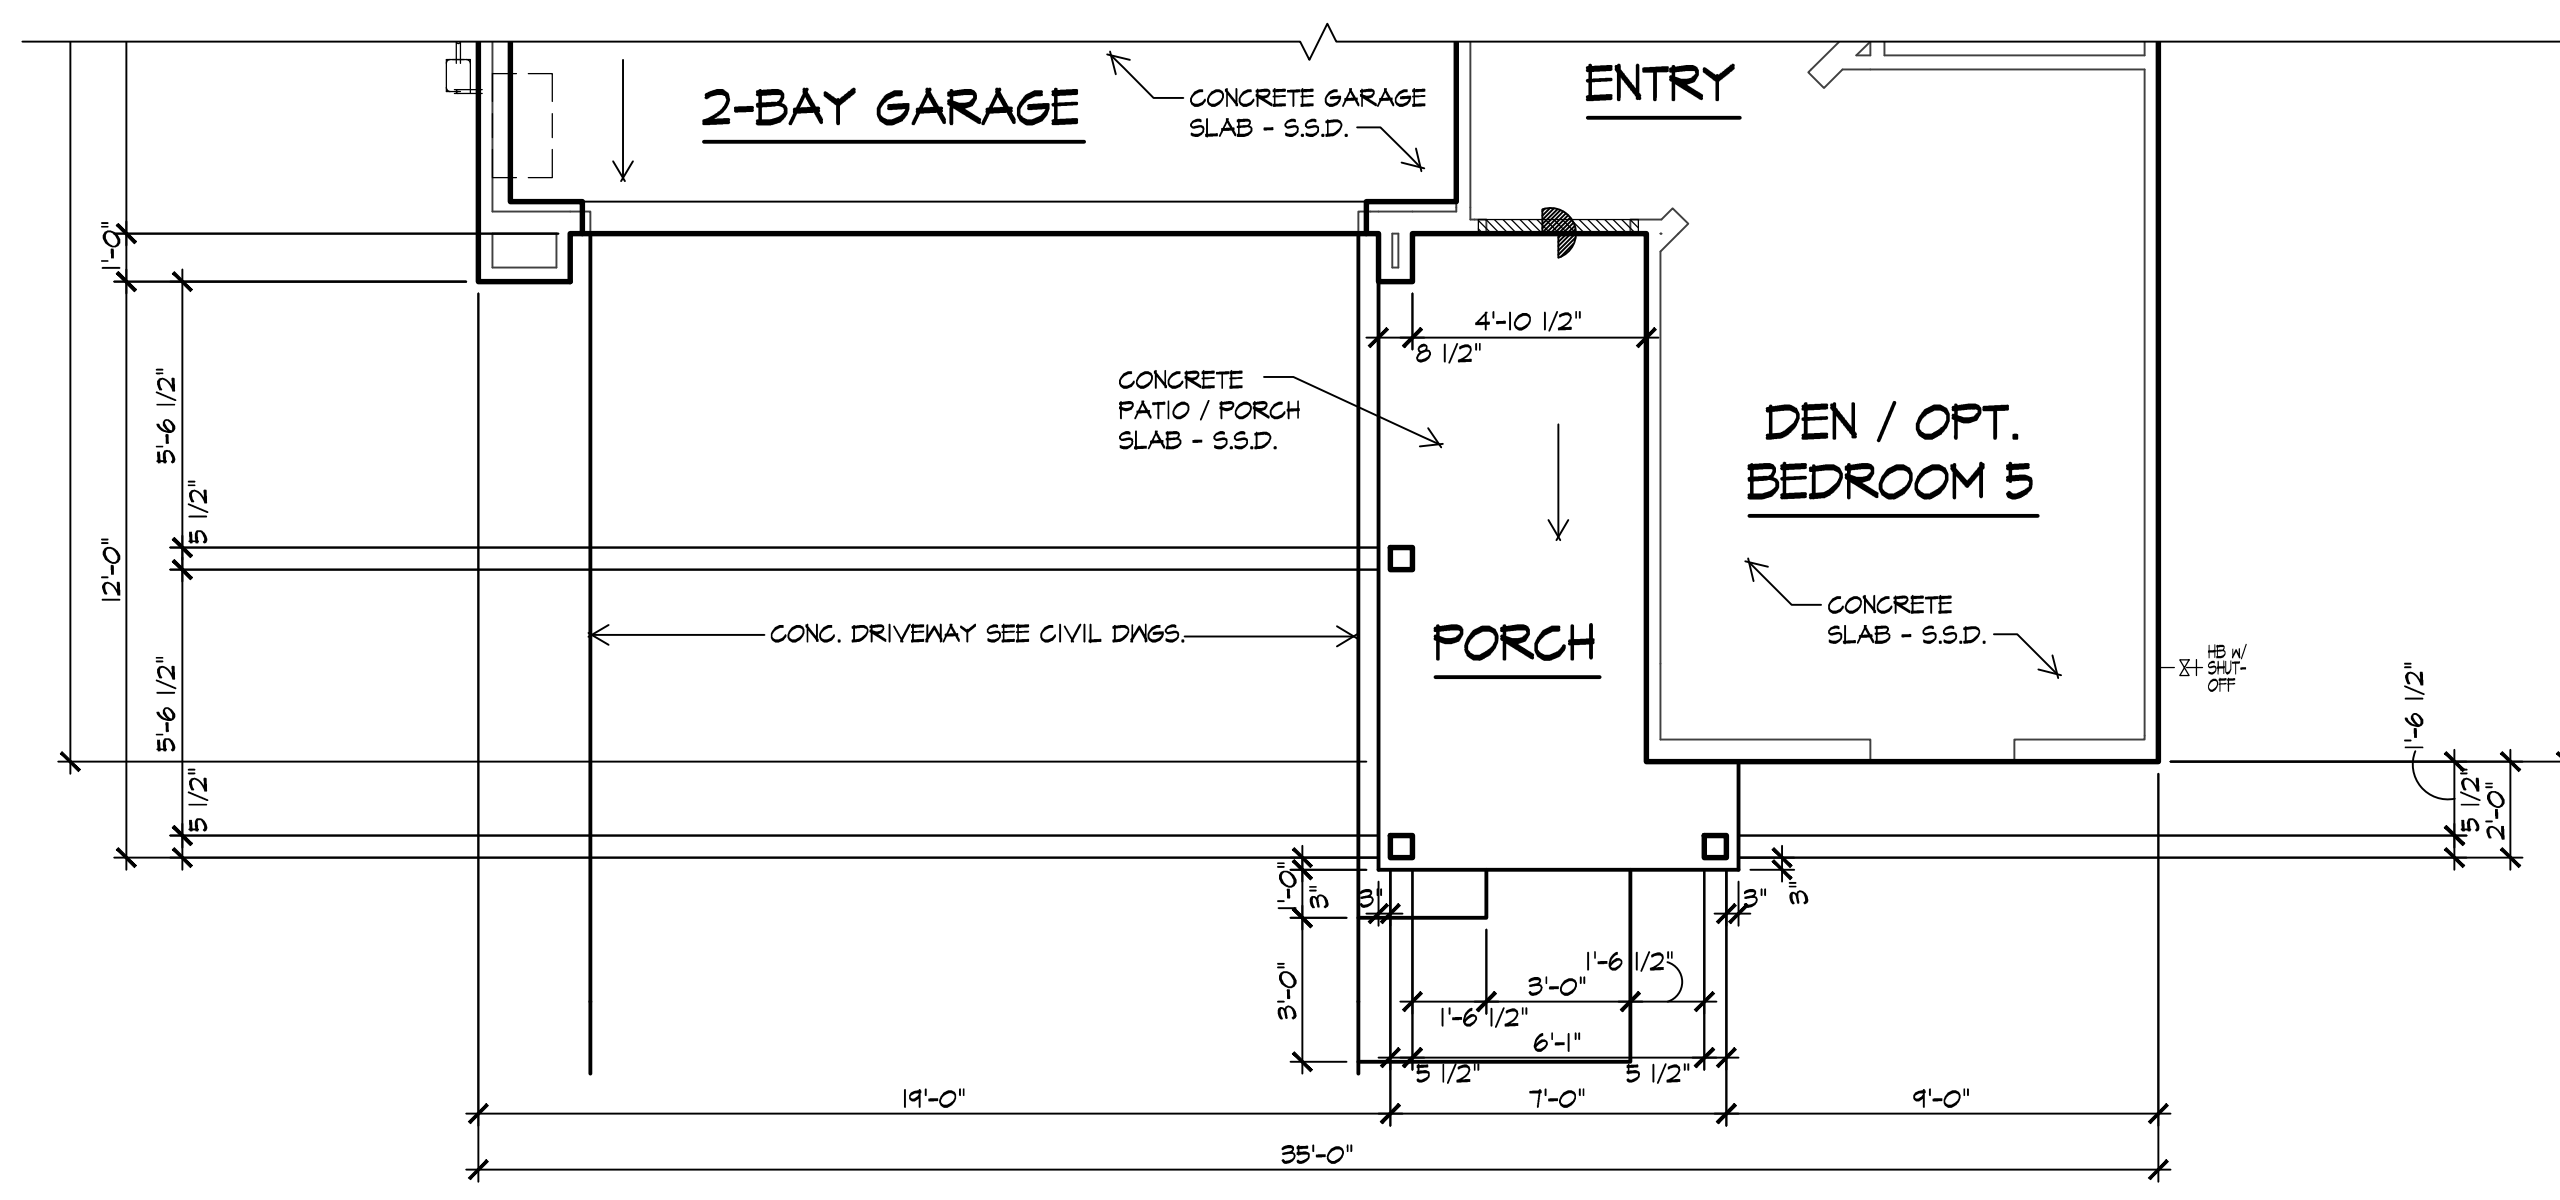 2-BAY GARAGE
CONCRETE GARAGE
SLAB - S.S.D.
ENTRY
1'-0"
4'-10 1/2"
8 1/2"
CONCRETE
PATIO / PORCH
SLAB - S.S.D.
5'-6 1/2"
5 1/2"
12'-0"
DEN / OPT.
BEDROOM 5
CONCRETE
SLAB - S.S.D.
CONC. DRIVEWAY SEE CIVIL DWGS.
PORCH
HB W/
SHUT-
OFF
5'-6 1/2"
5 1/2"
1'-6 1/2"
5 1/2"
2'-0"
1'-0"
3"
3"
3"
3"
3'-0"
1'-6 1/2"
3'-0"
1'-6 1/2"
6'-1"
5 1/2"
5 1/2"
19'-0"
7'-0"
9'-0"
35'-0"